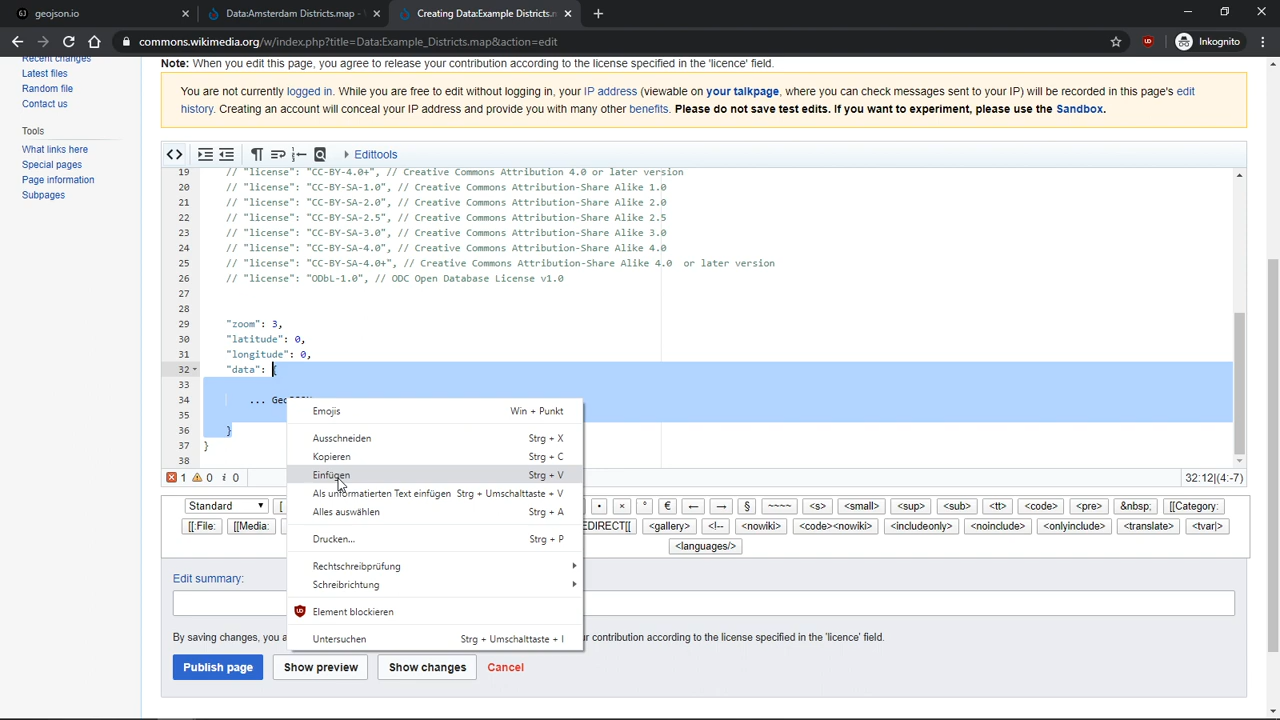 geojson.io
Data:Amsterdam Districts.map -
Creating Data:Example Districts.m
commons.wikimedia.org/w/index.php?title=Data:Example_Districts.map&action=edit
Inkognito
Recent changes
Latest files
Random file
Contact us
Tools
What links here
Special pages
Page information
Subpages
Note: When you edit this page, you agree to release your contribution according to the license specified in the 'licence' field.
You are not currently logged in. While you are free to edit without logging in, your IP address (viewable on your talkpage, where you can check messages sent to your IP) will be recorded in this page's edit
history. Creating an account will conceal your IP address and provide you with many other benefits. Please do not save test edits. If you want to experiment, please use the Sandbox.
Edittools
19 // "license": "CC-BY-4.0+", // Creative Commons Attribution 4.0 or later version
20 // "license": "CC-BY-SA-1.0", // Creative Commons Attribution-Share Alike 1.0
21 // "license": "CC-BY-SA-2.0", // Creative Commons Attribution-Share Alike 2.0
22 // "license": "CC-BY-SA-2.5", // Creative Commons Attribution-Share Alike 2.5
23 // "license": "CC-BY-SA-3.0", // Creative Commons Attribution-Share Alike 3.0
24 // "license": "CC-BY-SA-4.0", // Creative Commons Attribution-Share Alike 4.0
25 // "license": "CC-BY-SA-4.0+", // Creative Commons Attribution-Share Alike 4.0 or later version
26 // "license": "ODbL-1.0", // ODC Open Database License v1.0
27
28
29 "zoom": 3,
30 "latitude": 0,
31 "longitude": 0,
32 "data": {
33
34 ... GeoJSON
35
36 }
37 }
38
1 0 i 0
32:12|(4:-7)
Emojis Win + Punkt
Ausschneiden Strg + X
Kopieren Strg + C
Einfügen Strg + V
Als unformatierten Text einfügen Strg + Umschalttaste + V
Alles auswählen Strg + A
Drucken... Strg + P
Rechtschreibprüfung
Schreibrichtung
Element blockieren
Untersuchen Strg + Umschalttaste + I
Standard [ • × ° € ← → · § ~~~~ <s> <small> <sup> <sub> <tt> <code> <pre> &nbsp; [[Category:
[[:File: [[Media: EDIRECT[[ <gallery> <!-- <nowiki> <code><nowiki> <includeonly> <noinclude> <onlyinclude> <translate> <tvar|>
<languages/>
Edit summary:
By saving changes, you a
r contribution according to the license specified in the 'licence' field.
Publish page
Show preview
Show changes
Cancel